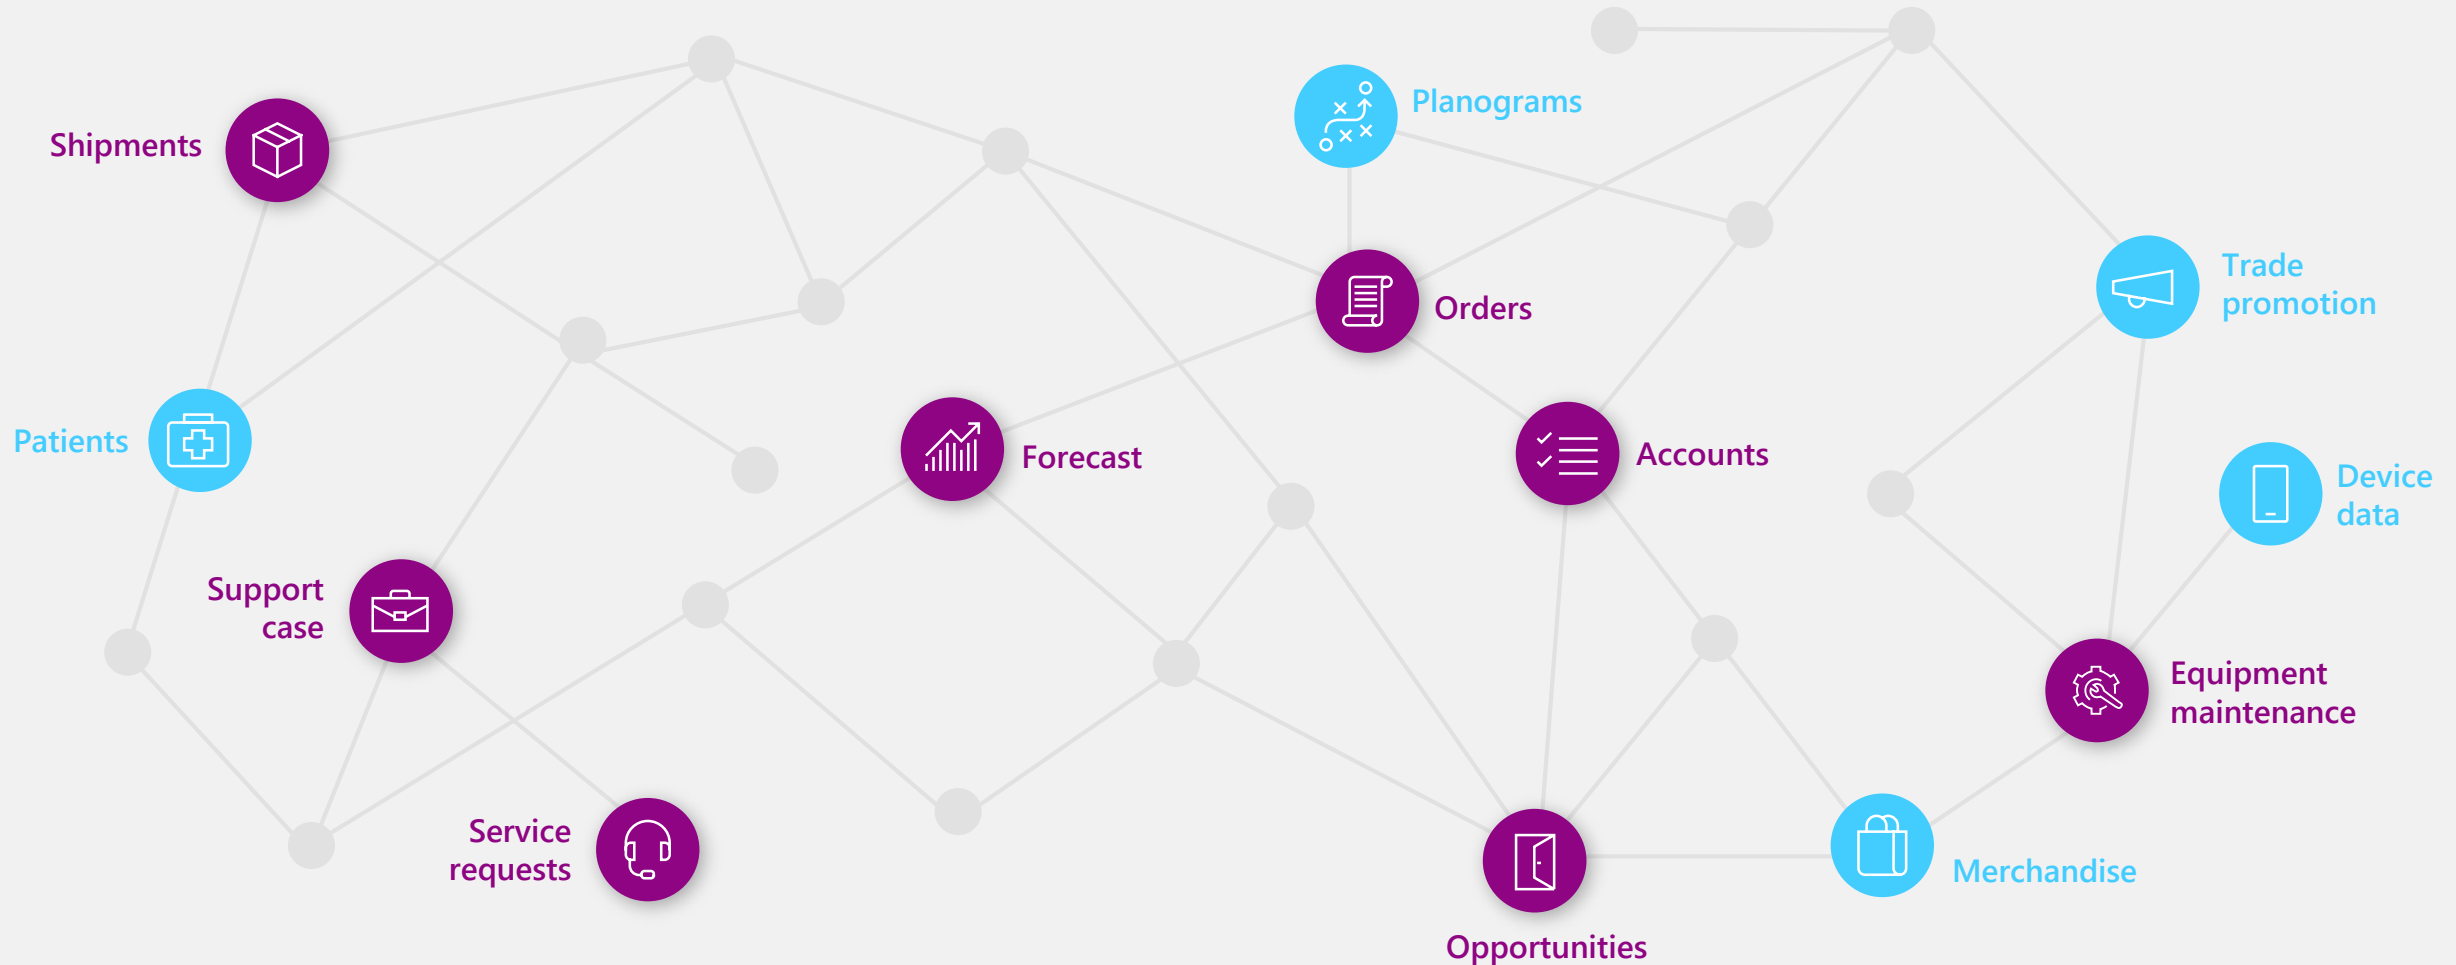 Planograms
Shipments
Trade
promotion
Orders
Patients
Forecast
Accounts
Device
data
Support
case
Equipment
maintenance
Service
requests
Merchandise
Opportunities